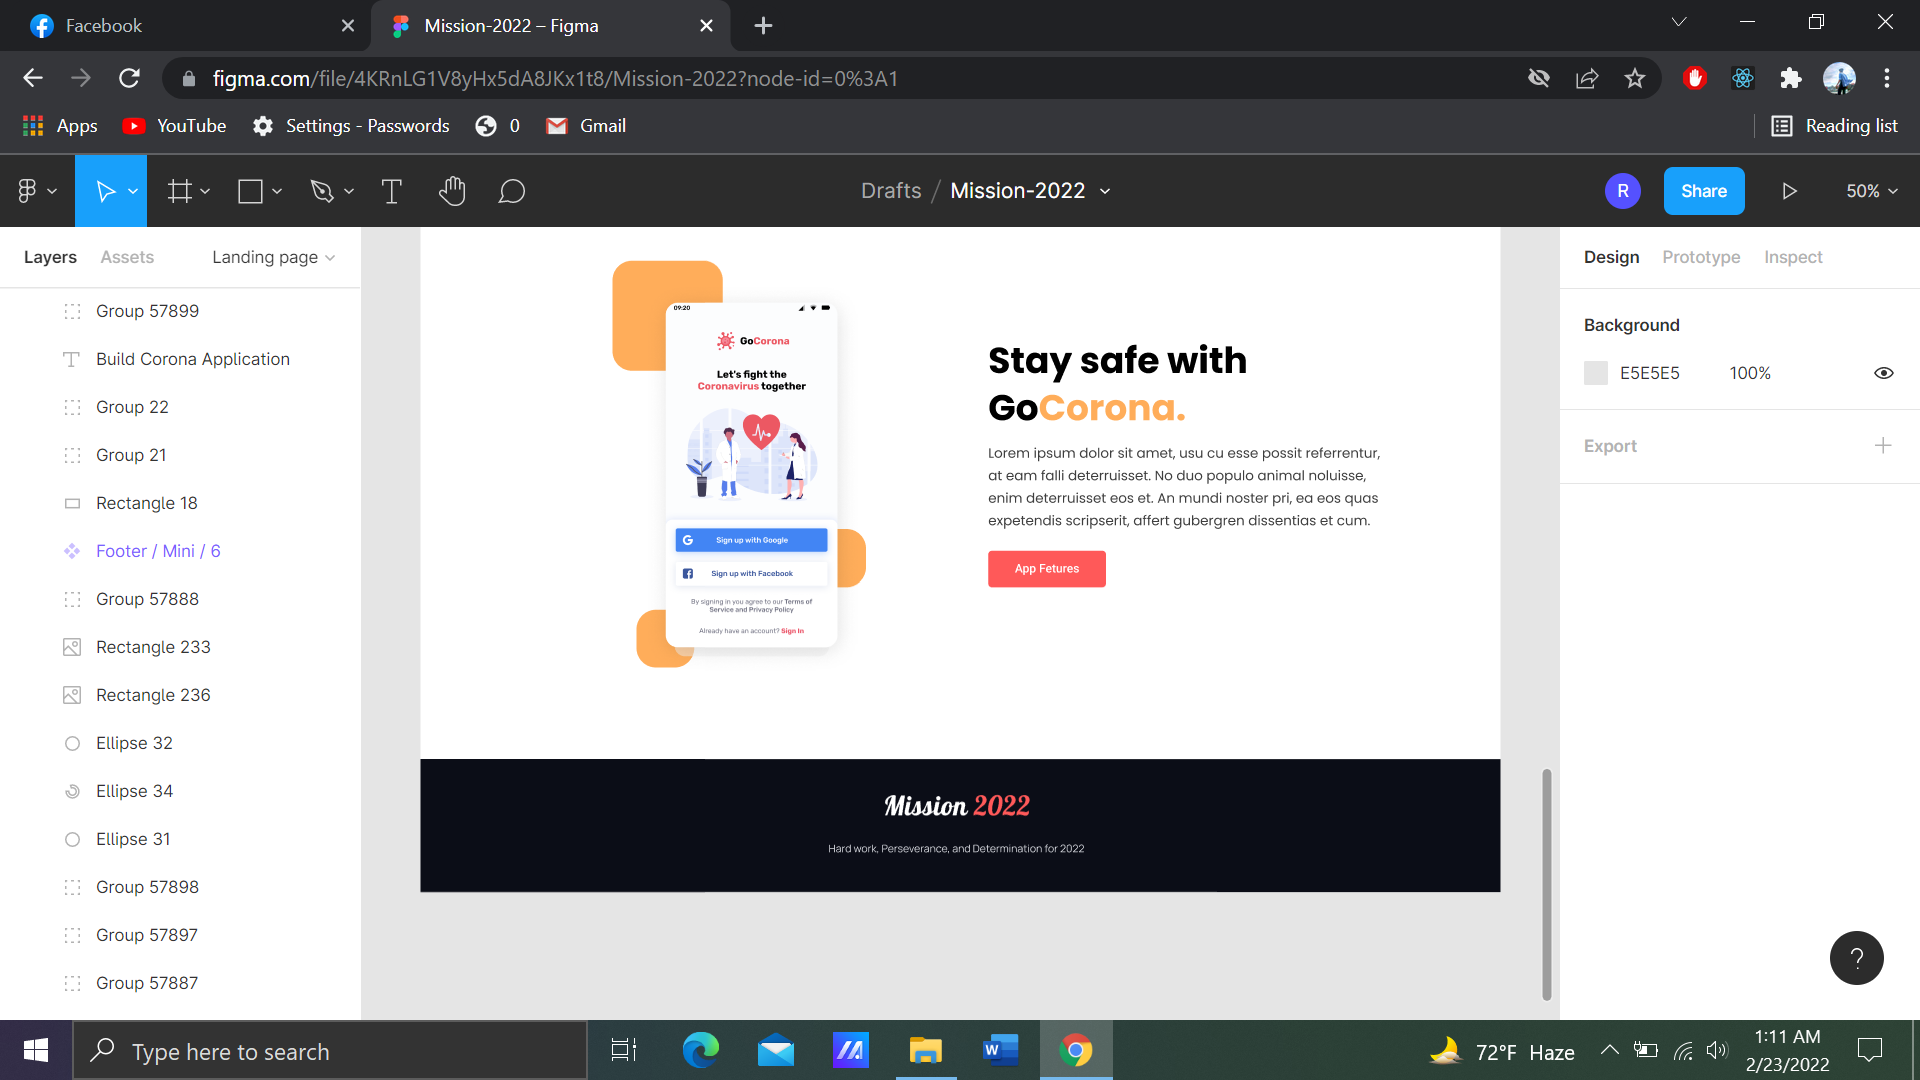 Facebook
Mission-2022 – Figma
figma.com/file/4KRnLG1V8yHx5dA8JKx1t8/Mission-2022?node-id=0%3A1
Apps YouTube Settings - Passwords 0 Gmail Reading list
Drafts / Mission-2022 R Share 50%
Layers Assets Landing page
Group 57899
Build Corona Application
Group 22
Group 21
Rectangle 18
Footer / Mini / 6
Group 57888
Rectangle 233
Rectangle 236
Ellipse 32
Ellipse 34
Ellipse 31
Group 57898
Group 57897
Group 57887
09:20
GoCorona
Let's fight the
Coronavirus together
Sign up with Google
Sign up with Facebook
By signing in you agree to our Terms of
Service and Privacy Policy
Already have an account? Sign In
Stay safe with
GoCorona.
Lorem ipsum dolor sit amet, usu cu esse possit referrentur,
at eam falli deterruisset. No duo populo animal noluisse,
enim deterruisset eos et. An mundi noster pri, ea eos quas
expetendis scripserit, affert gubergren dissentias et cum.
App Fetures
Mission 2022
Hard work, Perseverance, and Determination for 2022
Design Prototype Inspect
Background
E5E5E5 100%
Export
?
Type here to search
72°F Haze
1:11 AM
2/23/2022